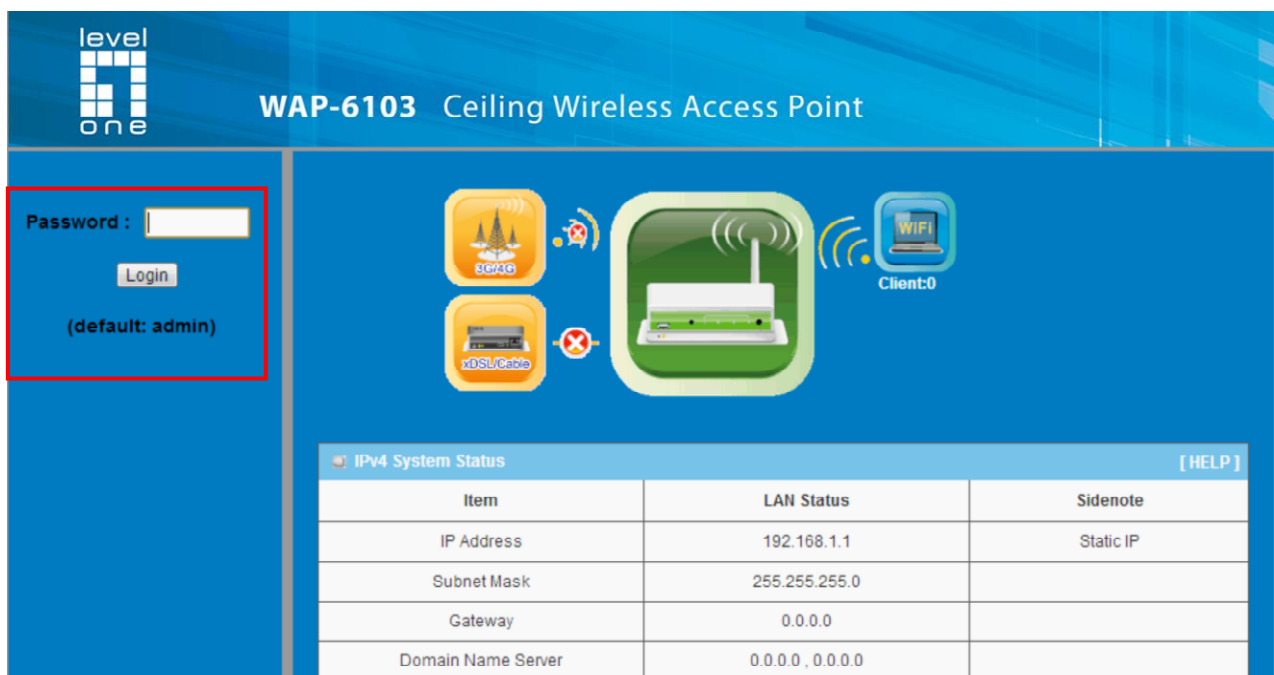 level
one
WAP-6103 Ceiling Wireless Access Point
Password :
Login
(default: admin)
3G/4G
WIFI
Client:0
xDSL/Cable
IPv4 System Status [ HELP ]
Item LAN Status Sidenote
IP Address 192.168.1.1 Static IP
Subnet Mask 255.255.255.0
Gateway 0.0.0.0
Domain Name Server 0.0.0.0 , 0.0.0.0